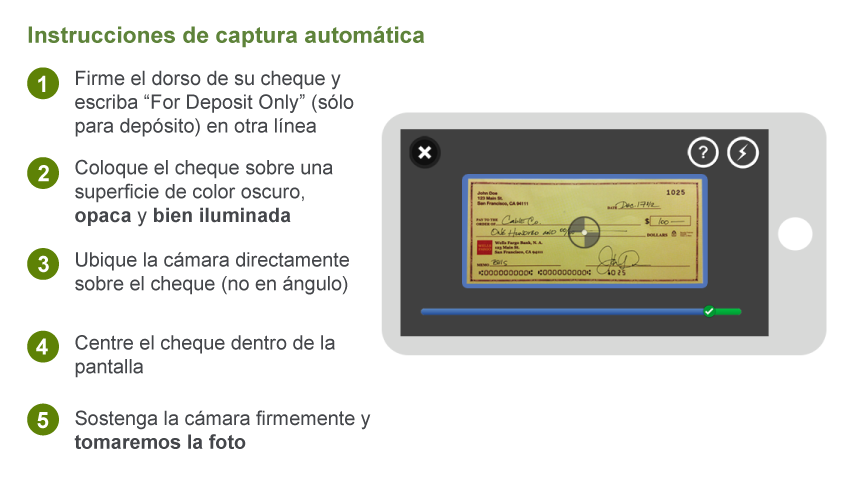 Instrucciones de captura automática
1
Firme el dorso de su cheque y
escriba “For Deposit Only” (sólo
para depósito) en otra línea
2
Coloque el cheque sobre una
superficie de color oscuro,
opaca y bien iluminada
3
Ubique la cámara directamente
sobre el cheque (no en ángulo)
4
Centre el cheque dentro de la
pantalla
5
Sostenga la cámara firmemente y
tomaremos la foto
?
John Doe
123 Main St.
San Francisco, CA 94111
1025
DATE Dec. 17
PAY TO THE
ORDER OF Cable Co.
$ 100
One Hundred and
DOLLARS
Wells Fargo Bank, N. A.
123 Main St.
San Francisco, CA 94111
MEMO Bills
000000000 000000000 1025